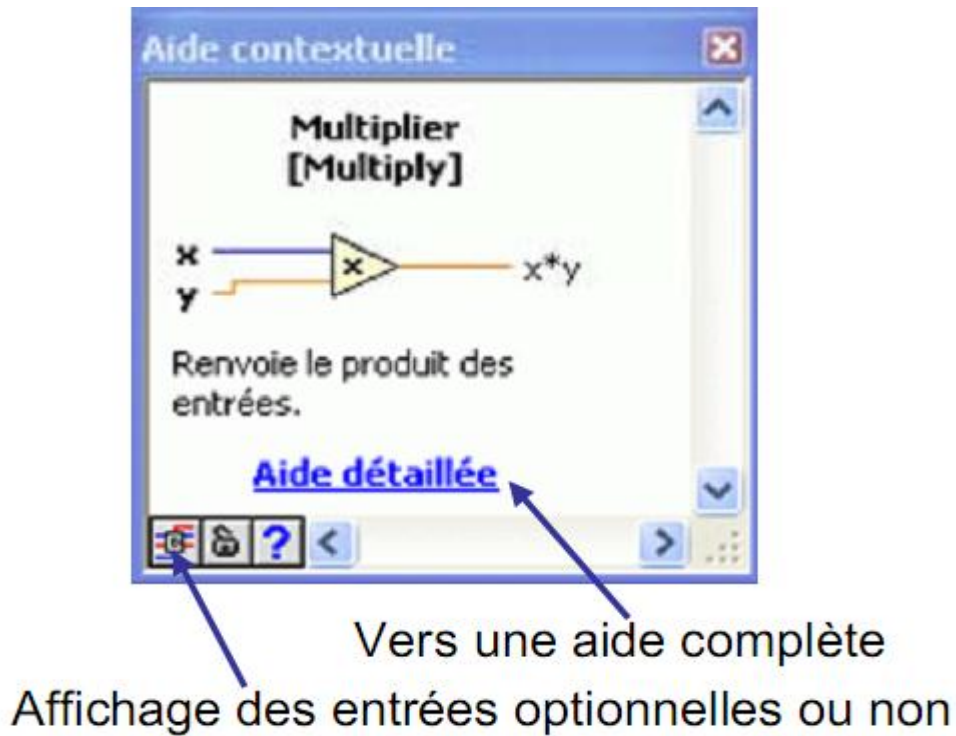 Aide contextuelle
Multiplier
[Multiply]
x
x
x*y
y
Renvoie le produit des
entrées.
Aide détaillée
?
Vers une aide complète
Affichage des entrées optionnelles ou non